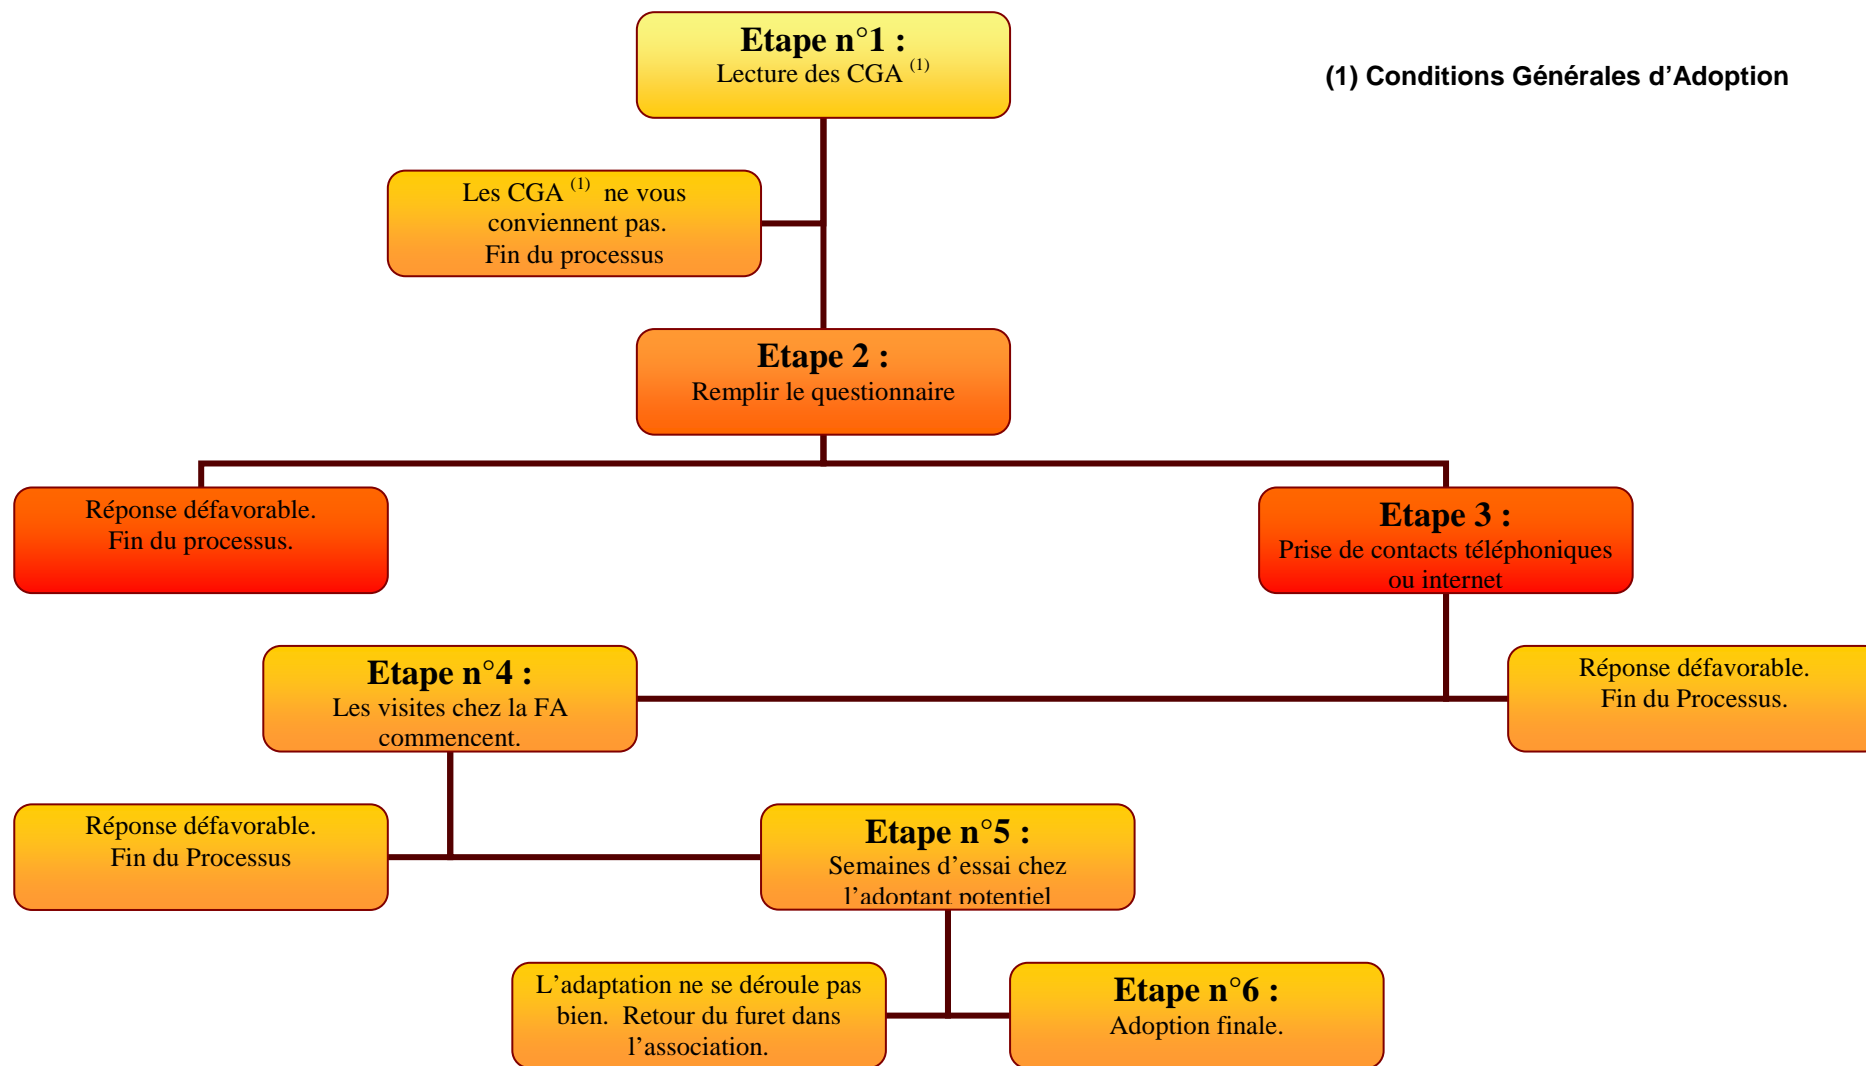 Etape n°1 :
Lecture des CGA (1)
(1) Conditions Générales d’Adoption
Les CGA (1) ne vous
conviennent pas.
Fin du processus
Etape 2 :
Remplir le questionnaire
Réponse défavorable.
Fin du processus.
Etape 3 :
Prise de contacts téléphoniques
ou internet
Etape n°4 :
Les visites chez la FA
commencent.
Réponse défavorable.
Fin du Processus.
Réponse défavorable.
Fin du Processus
Etape n°5 :
Semaines d’essai chez
l’adoptant potentiel
L’adaptation ne se déroule pas
bien. Retour du furet dans
l’association.
Etape n°6 :
Adoption finale.